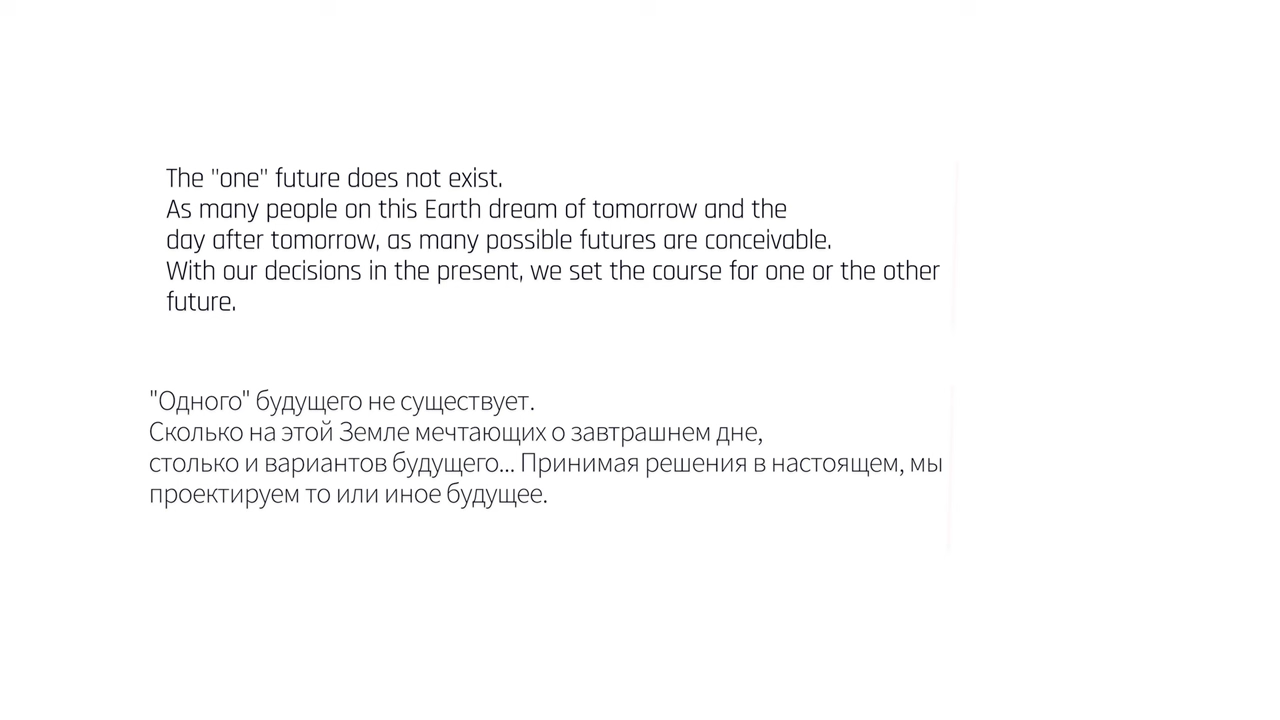 The "one" future does not exist.
As many people on this Earth dream of tomorrow and the
day after tomorrow, as many possible futures are conceivable.
With our decisions in the present, we set the course for one or the other
future.
"Одного" будущего не существует.
Сколько на этой Земле мечтающих о завтрашнем дне,
столько и вариантов будущего... Принимая решения в настоящем, мы
проектируем то или иное будущее.